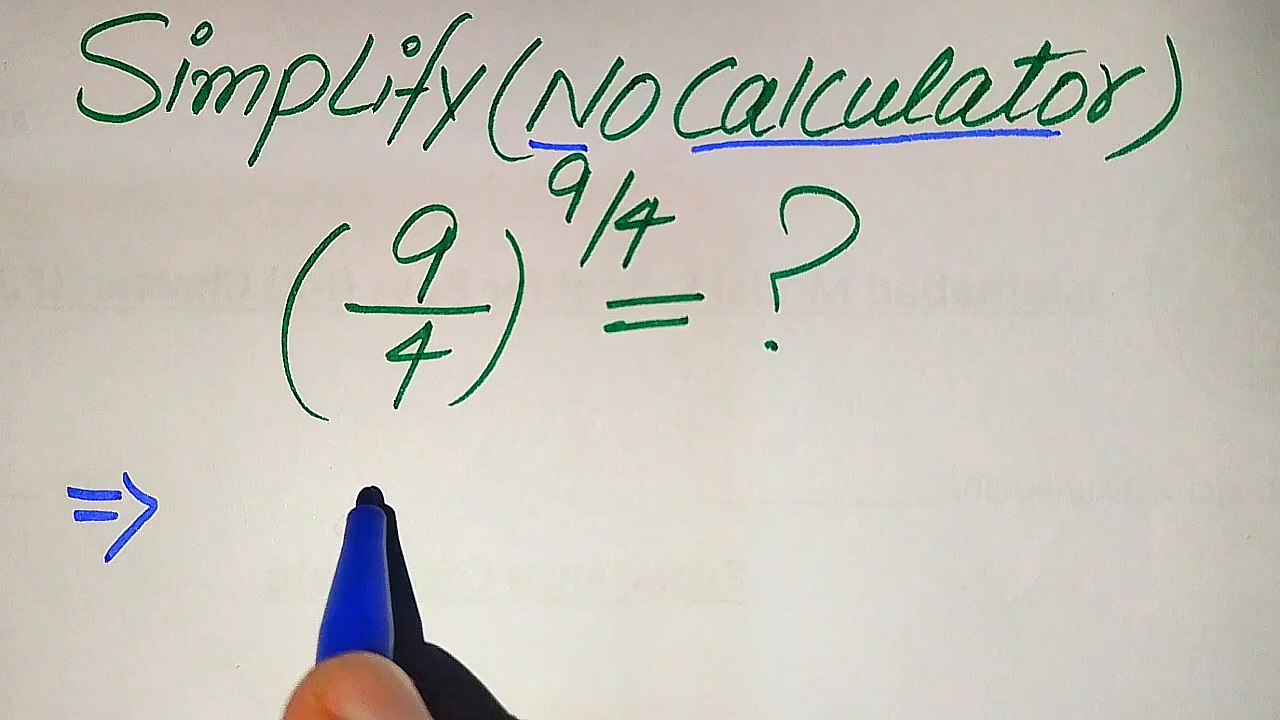 Simplify (No Calculator)
(9/4)^9/4 = ?
⇒